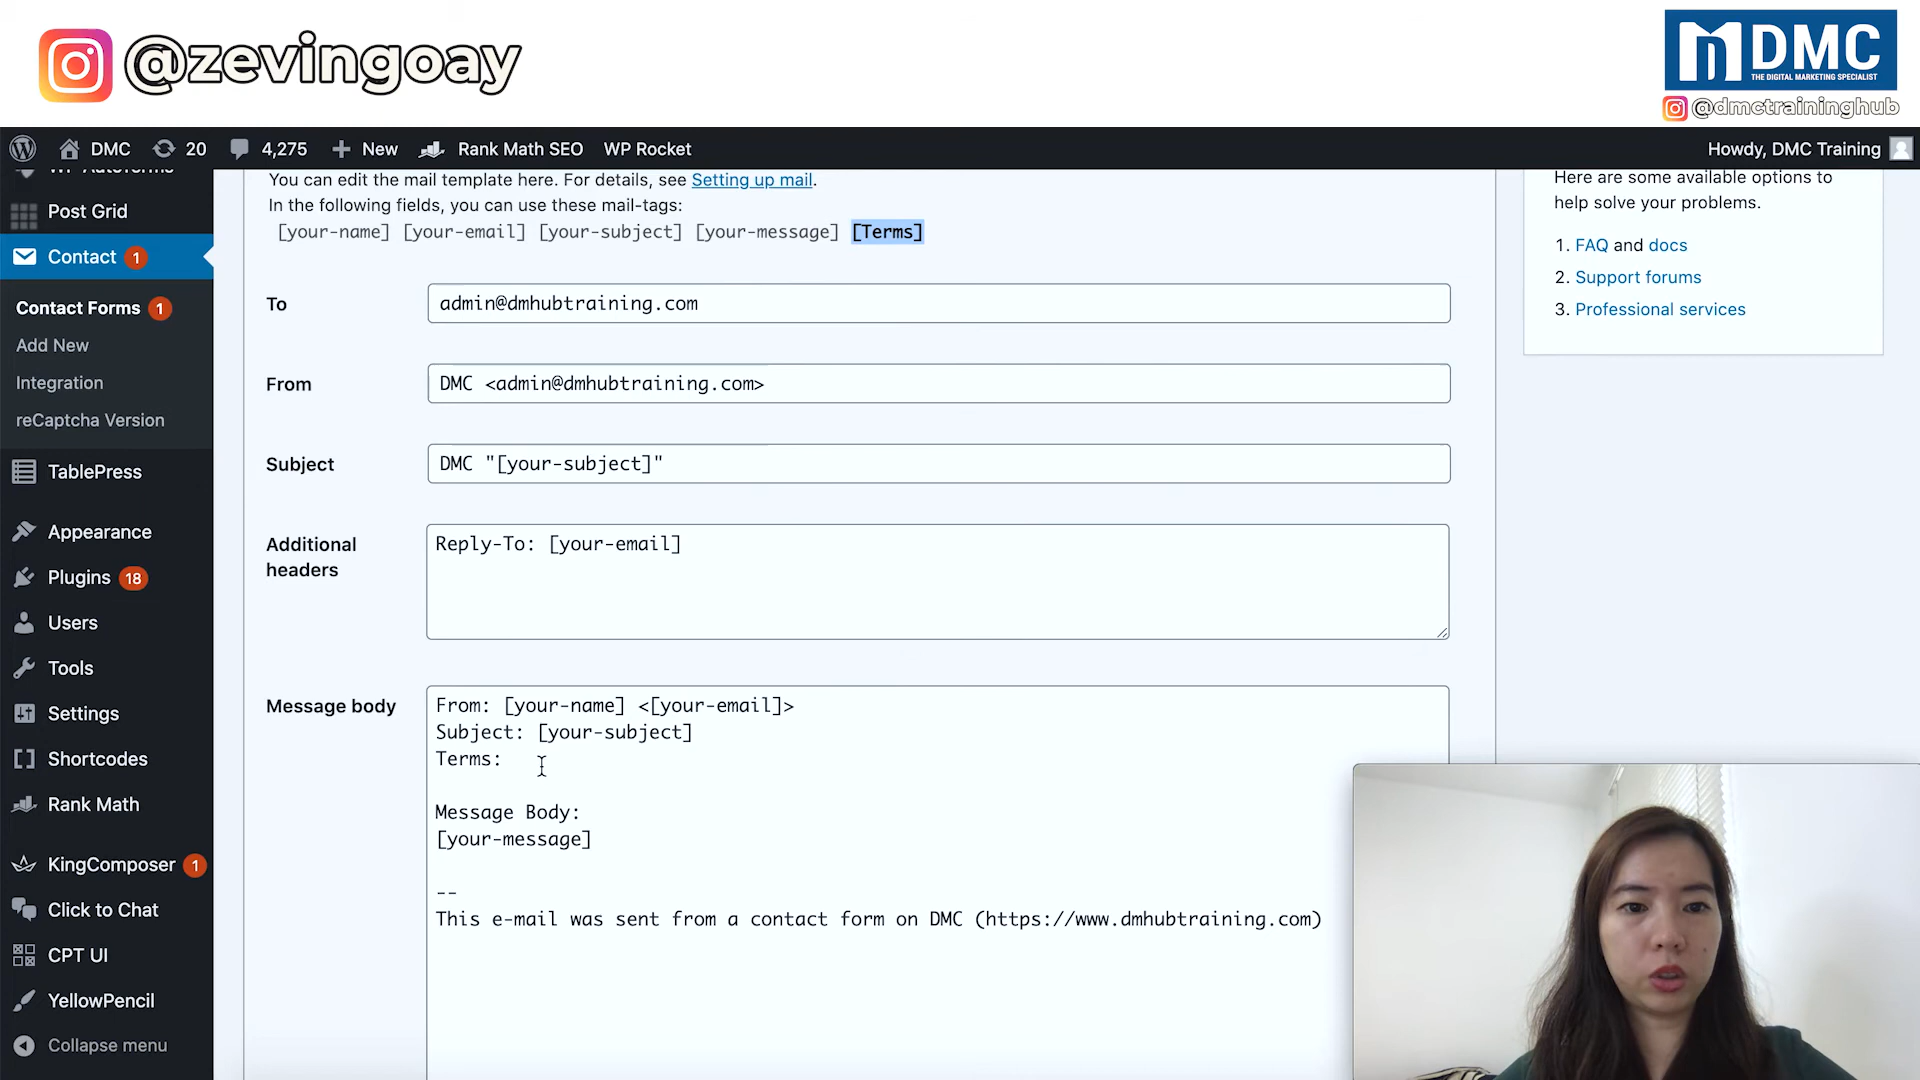 @zevingoay
DMC
THE DIGITAL MARKETING SPECIALIST
@dmctraininghub
DMC 20 4,275 New Rank Math SEO WP Rocket Howdy, DMC Training
WP AutoTerms
Post Grid
Contact 1
Contact Forms 1
Add New
Integration
reCaptcha Version
TablePress
Appearance
Plugins 18
Users
Tools
Settings
Shortcodes
Rank Math
KingComposer 1
Click to Chat
CPT UI
YellowPencil
Collapse menu
You can edit the mail template here. For details, see Setting up mail.
In the following fields, you can use these mail-tags:
[your-name] [your-email] [your-subject] [your-message] [Terms]
To
admin@dmhubtraining.com
From
DMC <admin@dmhubtraining.com>
Subject
DMC "[your-subject]"
Additional
headers
Reply-To: [your-email]
Message body
From: [your-name] <[your-email]>
Subject: [your-subject]
Terms:
Message Body:
[your-message]
--
This e-mail was sent from a contact form on DMC (https://www.dmhubtraining.com)
Here are some available options to
help solve your problems.
1. FAQ and docs
2. Support forums
3. Professional services